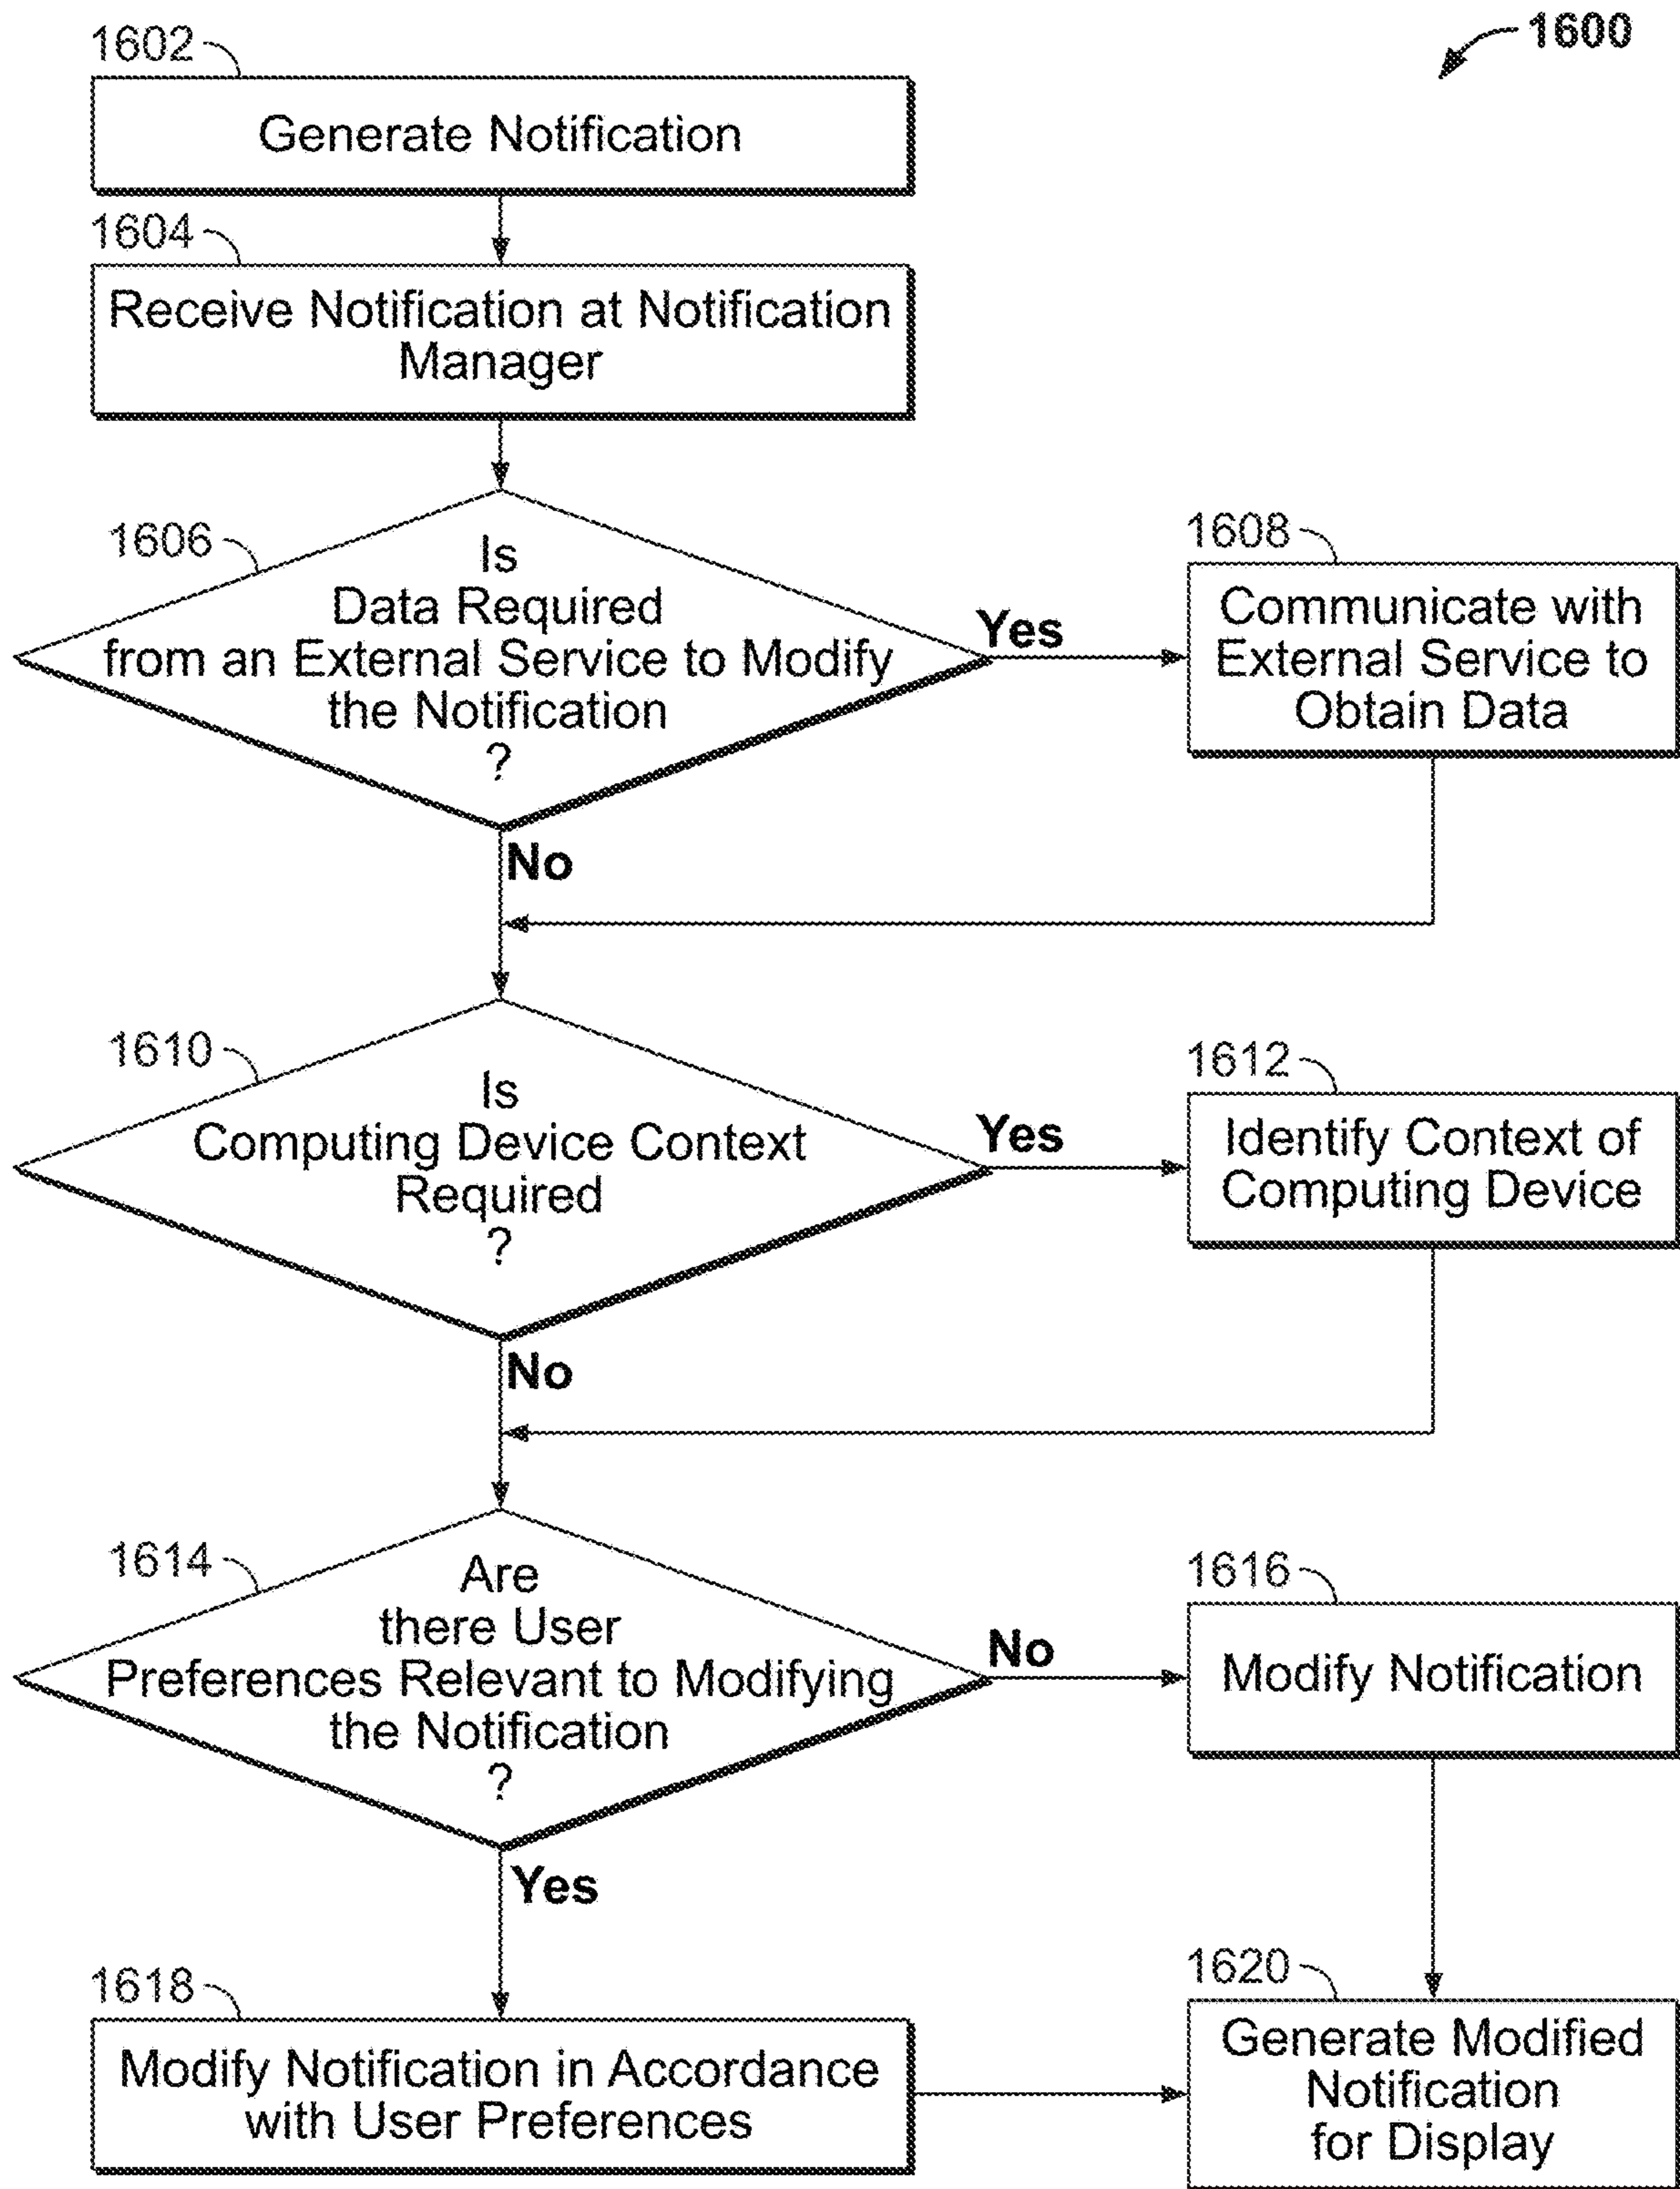 1600
1602
Generate Notification
1604
Receive Notification at Notification
Manager
1606
Is
Data Required
from an External Service to Modify
the Notification
?
Yes
1608
Communicate with
External Service to
Obtain Data
No
1610
Is
Computing Device Context
Required
?
Yes
1612
Identify Context of
Computing Device
No
1614
Are
there User
Preferences Relevant to Modifying
the Notification
?
No
1616
Modify Notification
Yes
1618
Modify Notification in Accordance
with User Preferences
1620
Generate Modified
Notification
for Display